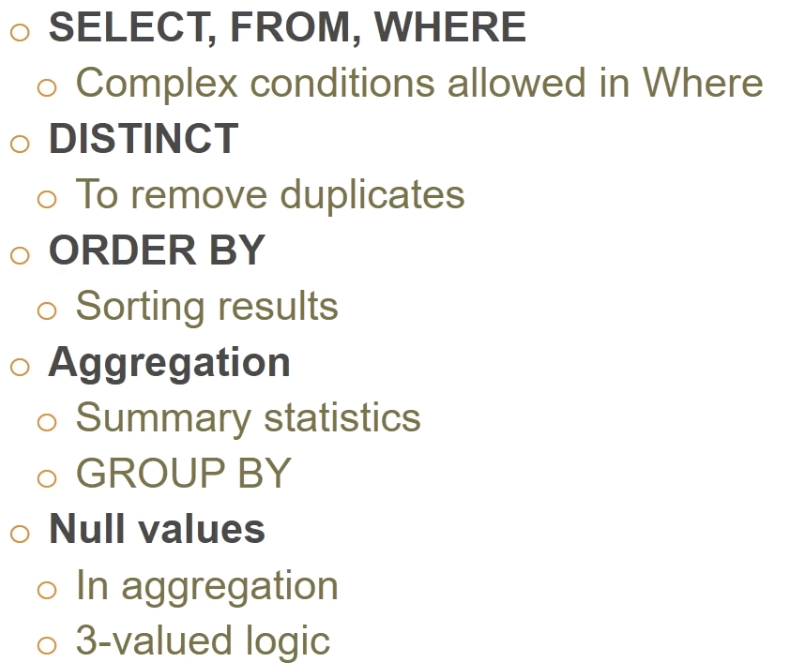 SELECT, FROM, WHERE
Complex conditions allowed in Where
DISTINCT
To remove duplicates
ORDER BY
Sorting results
Aggregation
Summary statistics
GROUP BY
Null values
In aggregation
3-valued logic